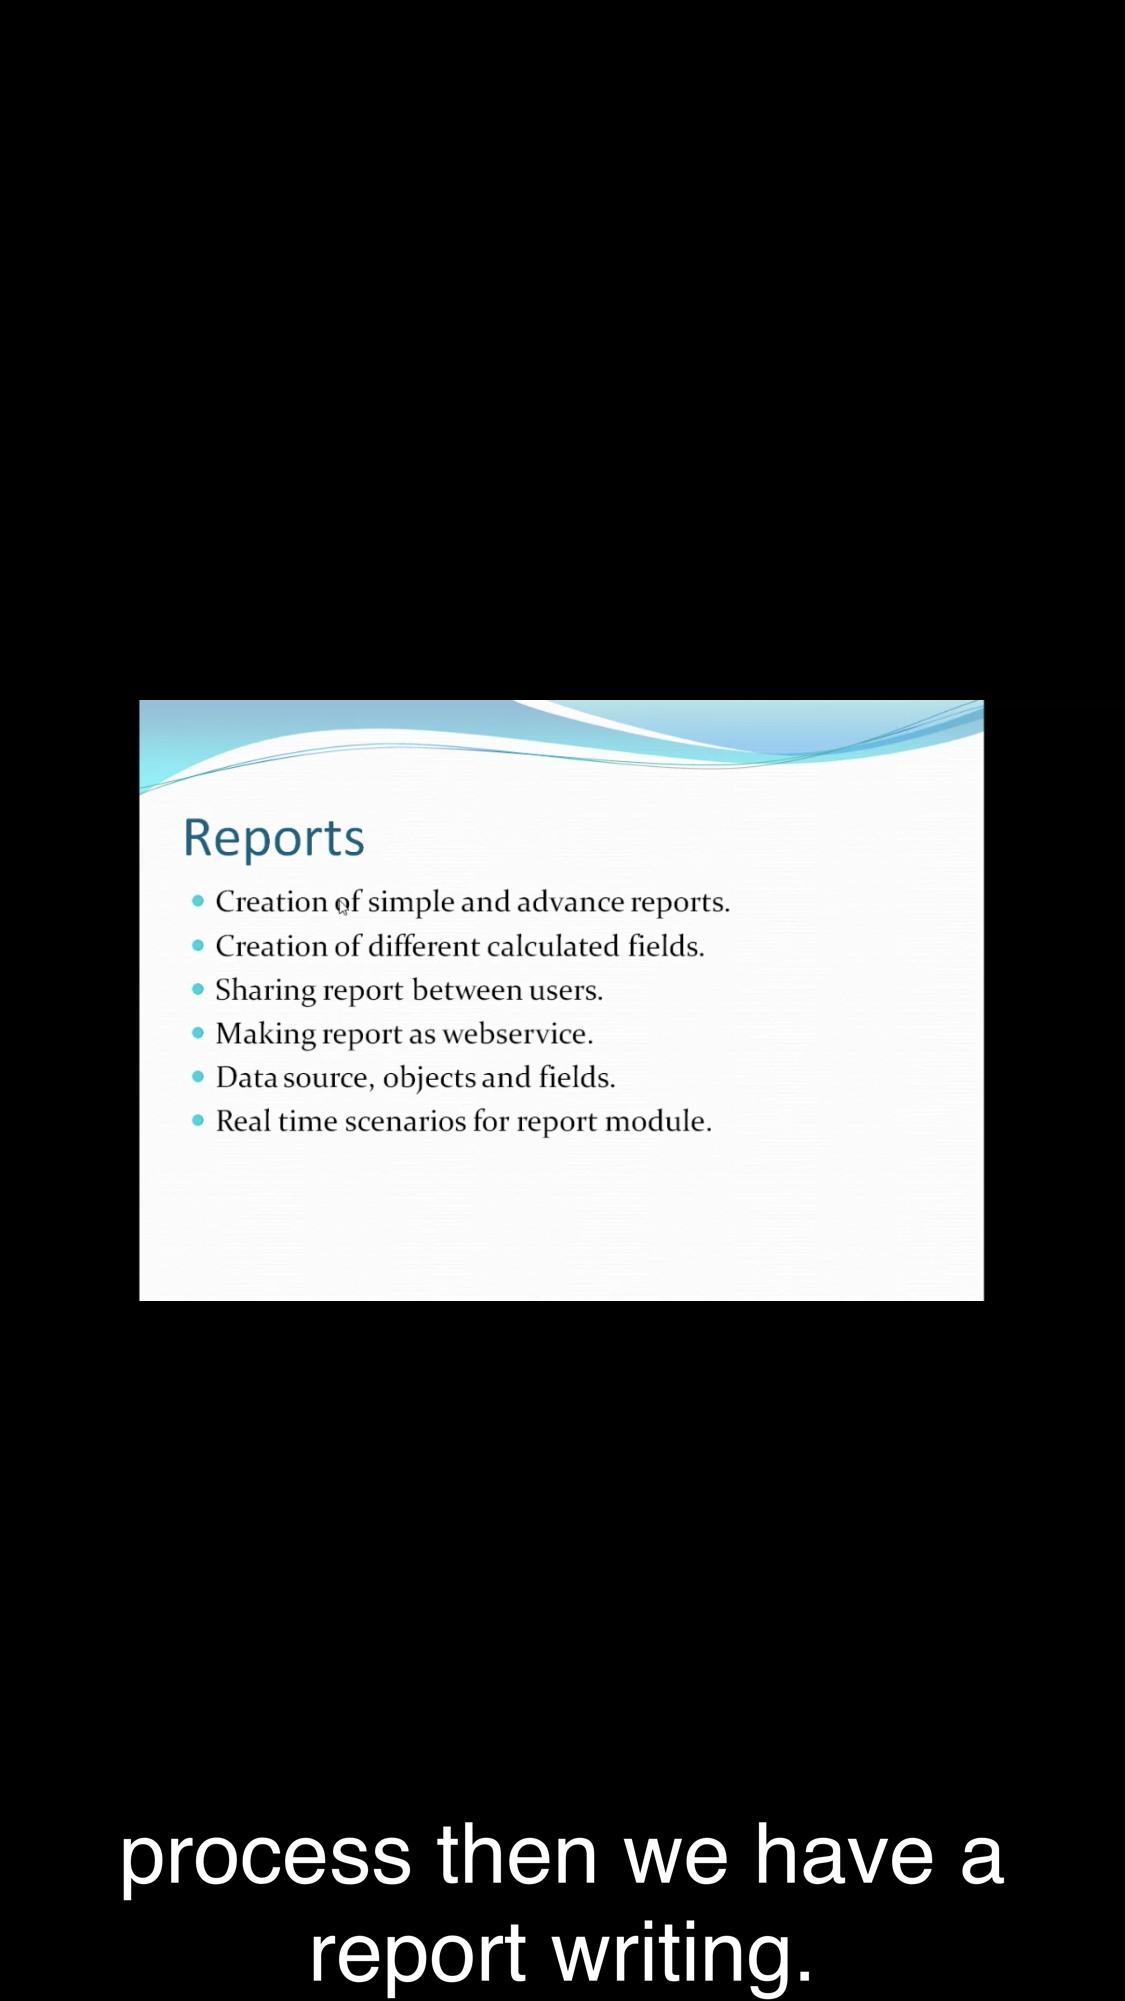 Reports
Creation of simple and advance reports.
Creation of different calculated fields.
Sharing report between users.
Making report as webservice.
Data source, objects and fields.
Real time scenarios for report module.
process then we have a
report writing.